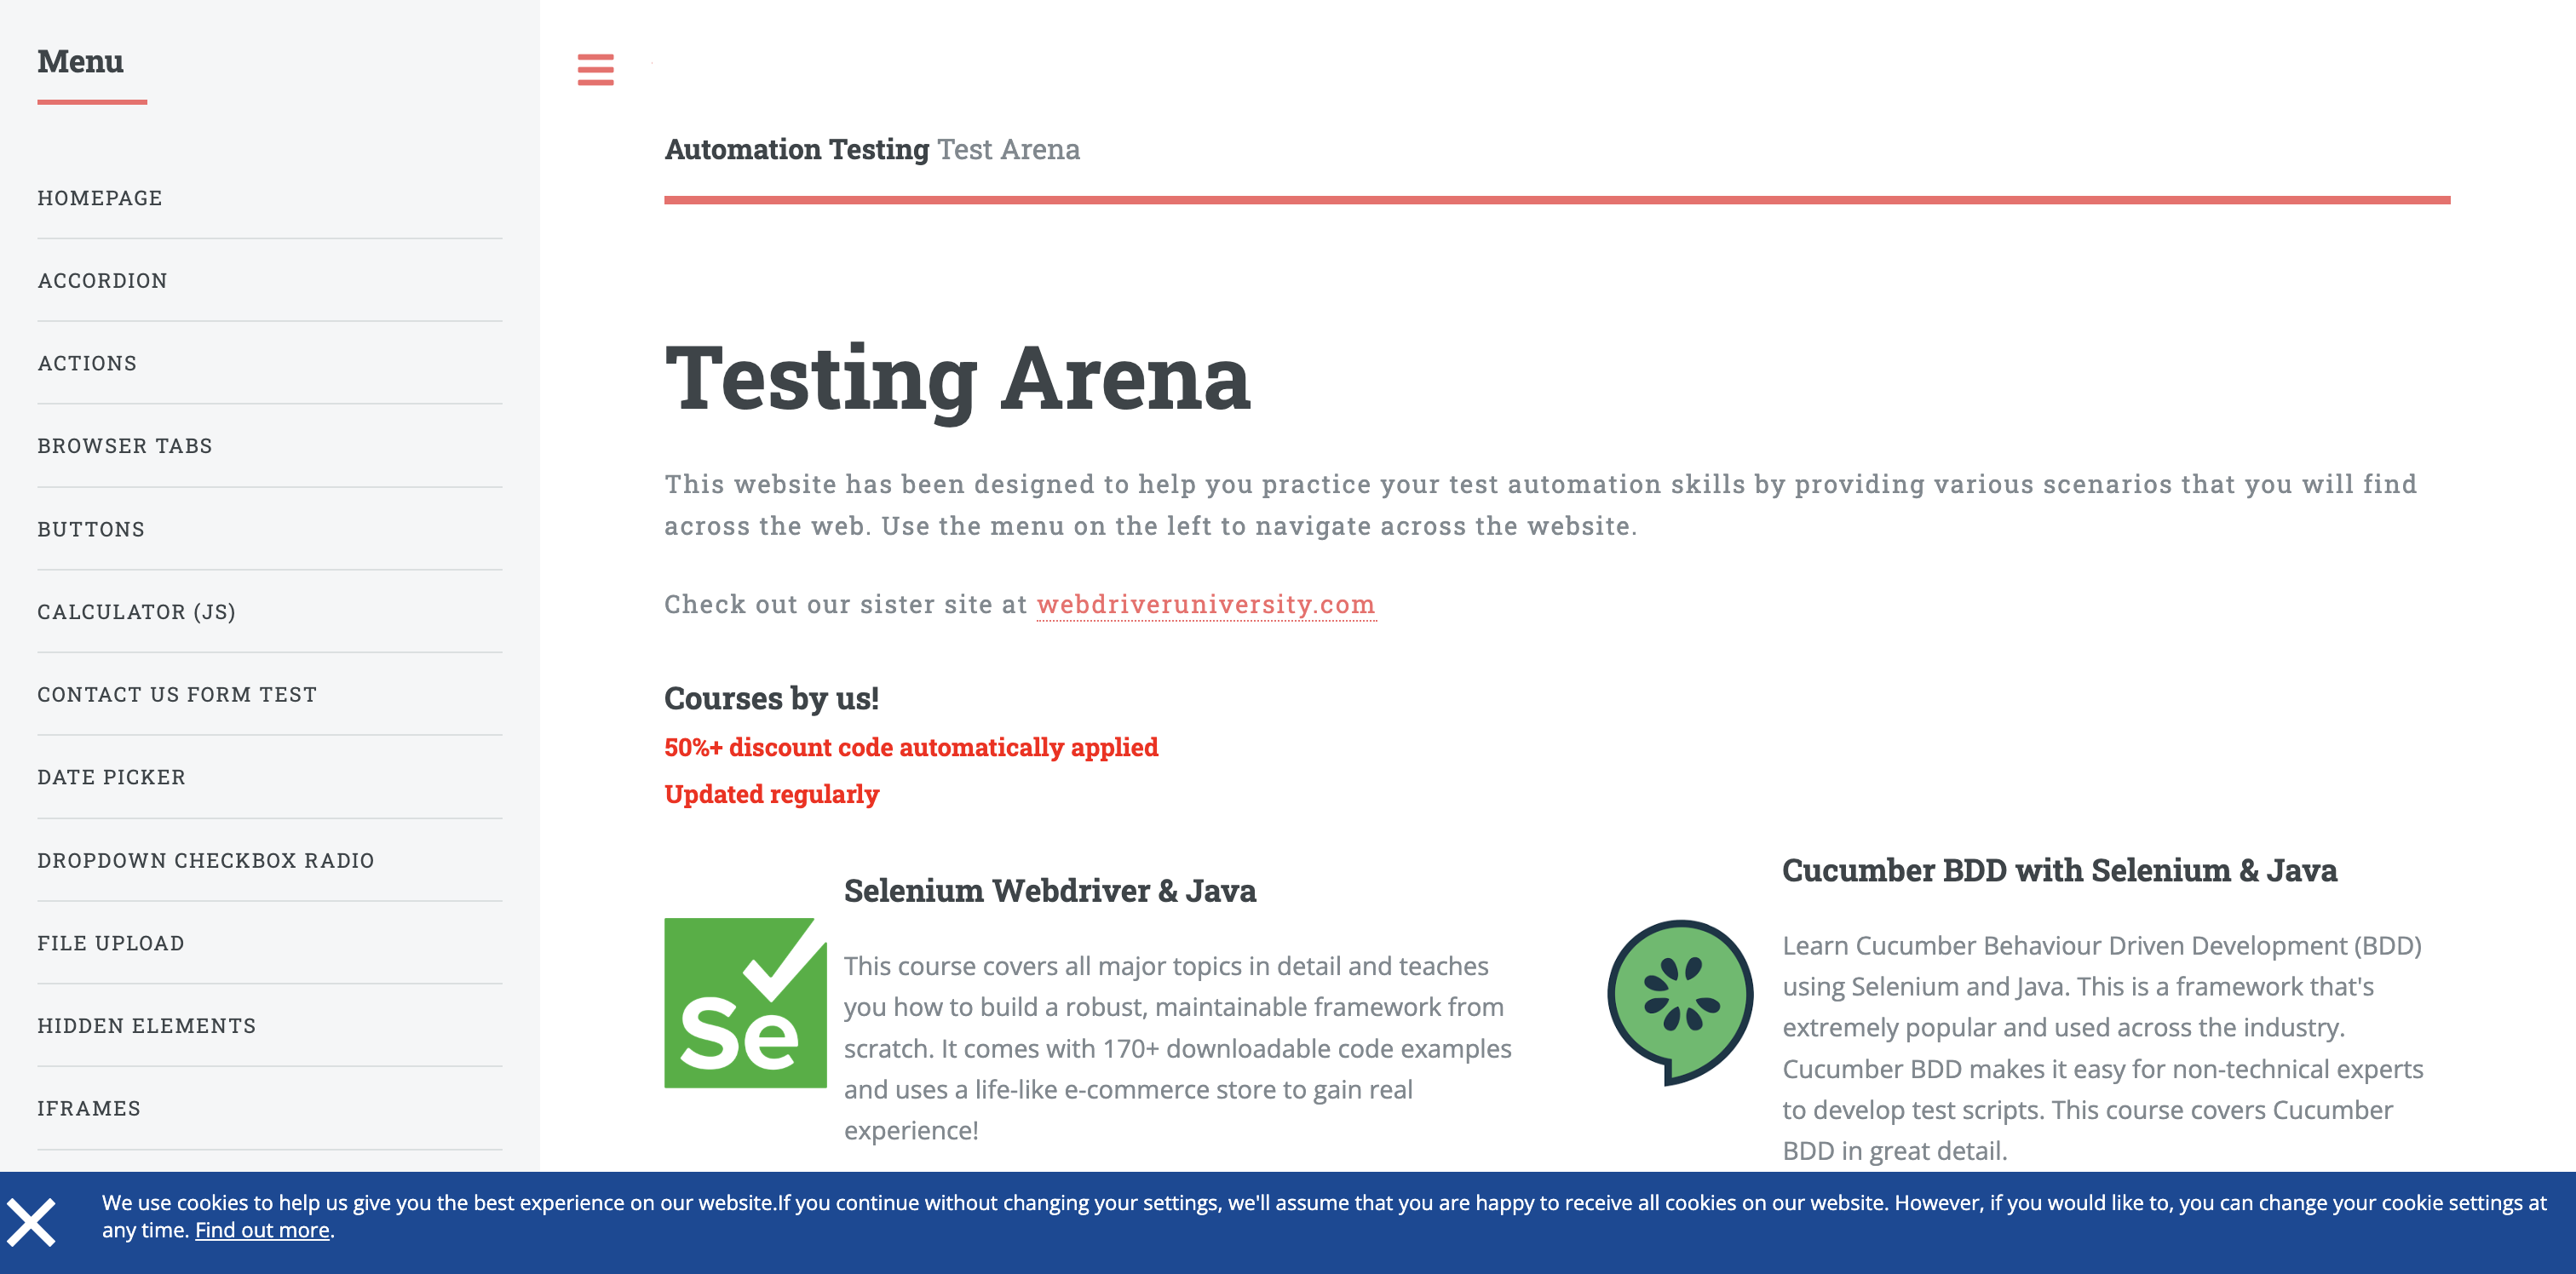 Menu
HOMEPAGE
ACCORDION
ACTIONS
BROWSER TABS
BUTTONS
CALCULATOR (JS)
CONTACT US FORM TEST
DATE PICKER
DROPDOWN CHECKBOX RADIO
FILE UPLOAD
HIDDEN ELEMENTS
IFRAMES
Automation Testing Test Arena
Testing Arena
This website has been designed to help you practice your test automation skills by providing various scenarios that you will find
across the web. Use the menu on the left to navigate across the website.
Check out our sister site at webdriveruniversity.com
Courses by us!
50%+ discount code automatically applied
Updated regularly
Se
Selenium Webdriver & Java
This course covers all major topics in detail and teaches
you how to build a robust, maintainable framework from
scratch. It comes with 170+ downloadable code examples
and uses a life-like e-commerce store to gain real
experience!
Cucumber BDD with Selenium & Java
Learn Cucumber Behaviour Driven Development (BDD)
using Selenium and Java. This is a framework that's
extremely popular and used across the industry.
Cucumber BDD makes it easy for non-technical experts
to develop test scripts. This course covers Cucumber
BDD in great detail.
We use cookies to help us give you the best experience on our website.If you continue without changing your settings, we'll assume that you are happy to receive all cookies on our website. However, if you would like to, you can change your cookie settings at
any time. Find out more.